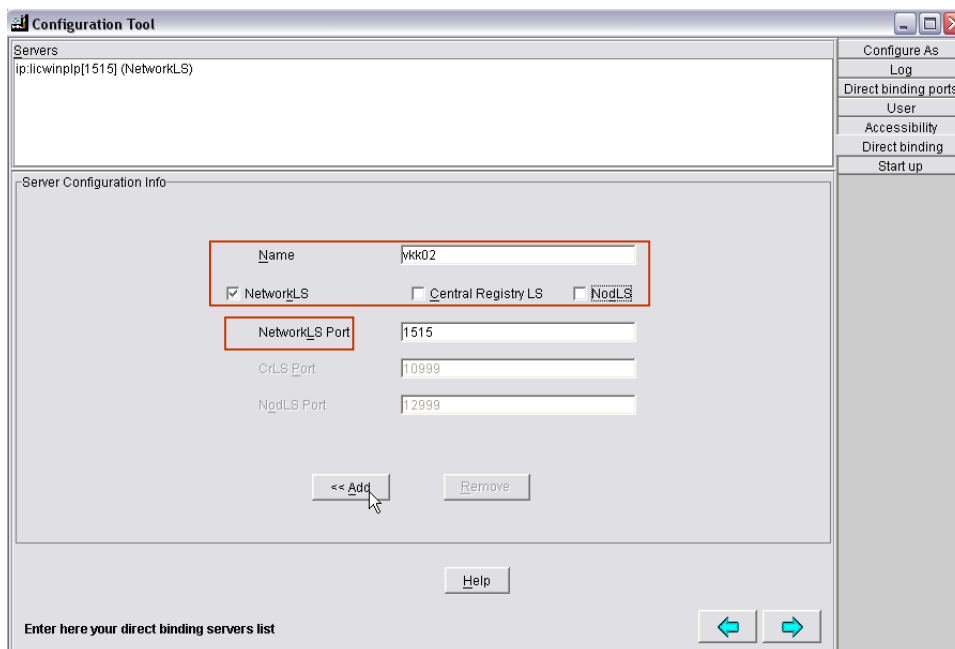 Configuration Tool
Servers
ip:licwinplp[1515] (NetworkLS)
Configure As
Log
Direct binding ports
User
Accessibility
Direct binding
Start up
Server Configuration Info
Name vkk02
NetworkLS Central Registry LS NodLS
NetworkLS Port 1515
CrLS Port 10999
NodLS Port 12999
<< Add Remove
Help
Enter here your direct binding servers list